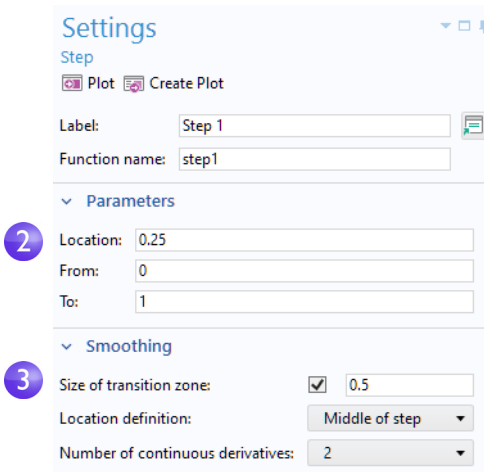 Settings
Step
Plot Create Plot
Label: Step 1
Function name: step1
Parameters
2
Location: 0.25
From: 0
To: 1
Smoothing
3
Size of transition zone: 0.5
Location definition: Middle of step
Number of continuous derivatives: 2